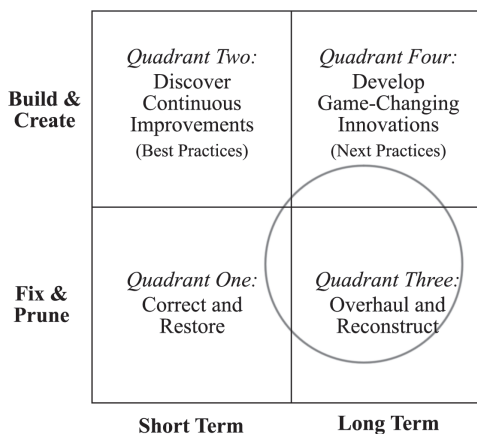 Build &
Create
Quadrant Two:
Discover
Continuous
Improvements
(Best Practices)
Quadrant Four:
Develop
Game-Changing
Innovations
(Next Practices)
Fix &
Prune
Quadrant One:
Correct and
Restore
Quadrant Three:
Overhaul and
Reconstruct
Short Term
Long Term